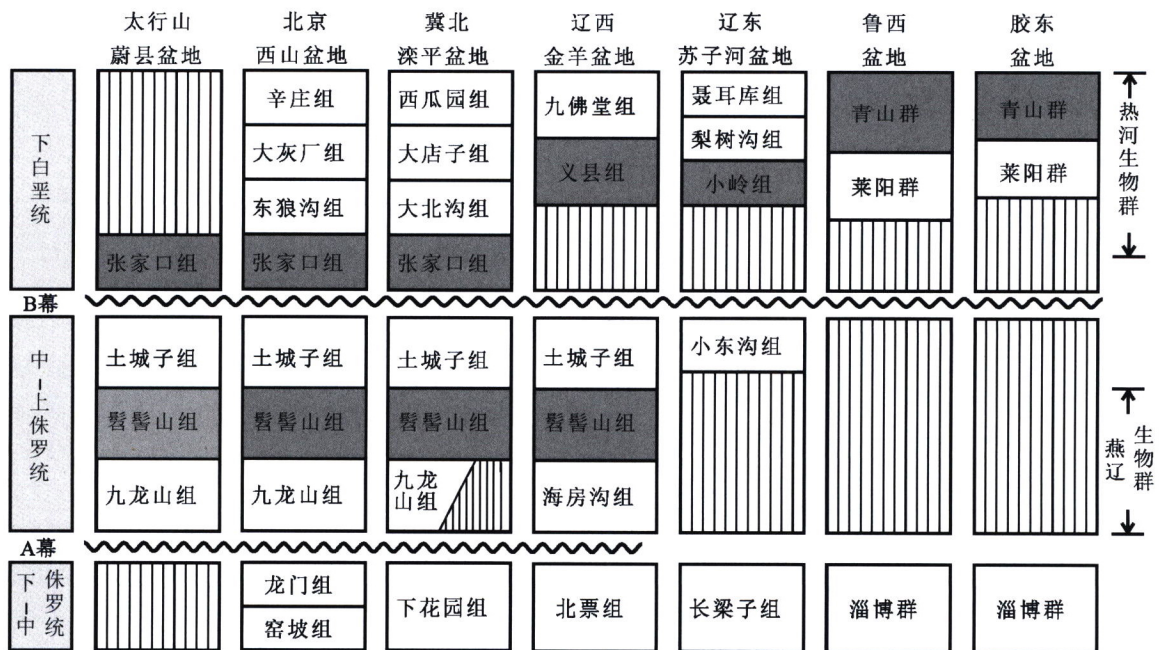 太行山 北京 冀北 辽西 辽东 鲁西 胶东
蔚县盆地 西山盆地 滦平盆地 金羊盆地 苏子河盆地 盆地 盆地
下白垩统
辛庄组 西瓜园组 九佛堂组 聂耳库组 青山群 青山群
大灰厂组 大店子组 义县组 梨树沟组 莱阳群 莱阳群
东狼沟组 大北沟组 小岭组
张家口组 张家口组 张家口组
热河生物群
B幕
中-上侏罗统
土城子组 土城子组 土城子组 土城子组 小东沟组
髫髻山组 髫髻山组 髫髻山组 髫髻山组
九龙山组 九龙山组 九龙山组 海房沟组
燕辽生物群
A幕
下-中侏罗统
龙门组 下花园组 北票组 长梁子组 淄博群 淄博群
窑坡组